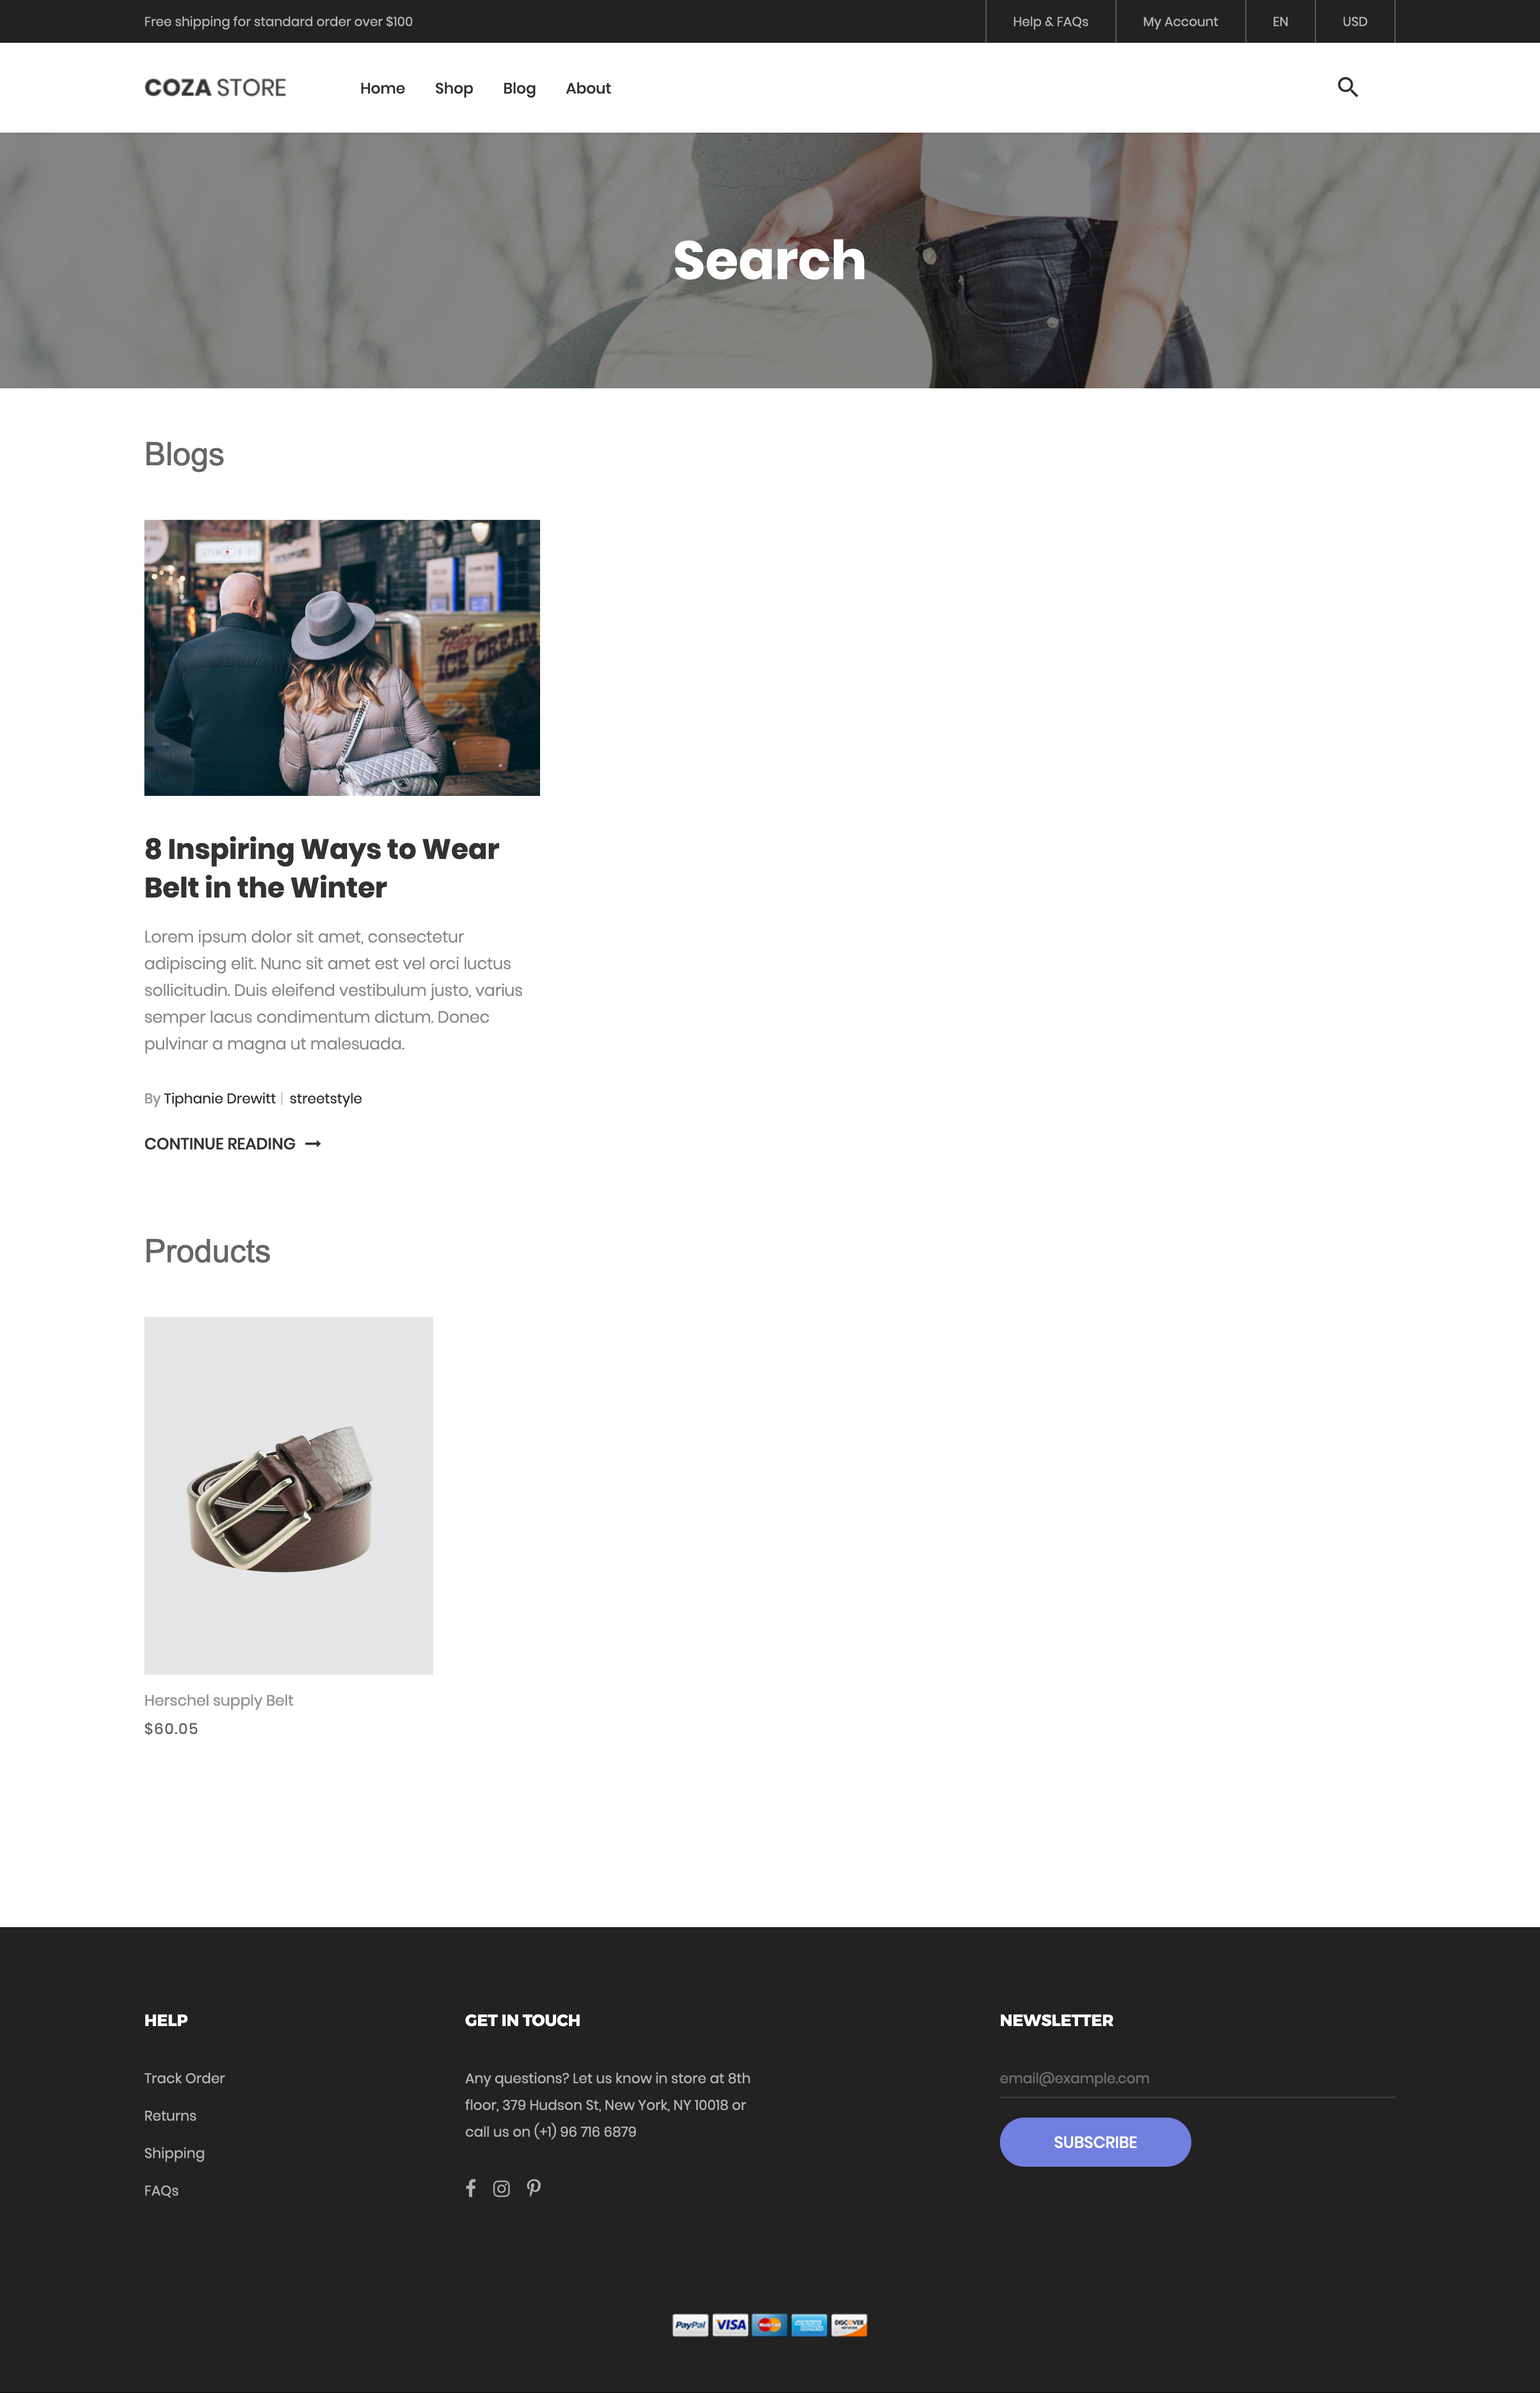 Free shipping for standard order over $100
Help & FAQs
My Account
EN
USD
COZA STORE
Home
Shop
Blog
About
Search
Blogs
ICE CREAM
8 Inspiring Ways to Wear
Belt in the Winter
Lorem ipsum dolor sit amet, consectetur
adipiscing elit. Nunc sit amet est vel orci luctus
sollicitudin. Duis eleifend vestibulum justo, varius
semper lacus condimentum dictum. Donec
pulvinar a magna ut malesuada.
By Tiphanie Drewitt | streetstyle
CONTINUE READING
Products
Herschel supply Belt
$60.05
HELP
Track Order
Returns
Shipping
FAQs
GET IN TOUCH
Any questions? Let us know in store at 8th
floor, 379 Hudson St, New York, NY 10018 or
call us on (+1) 96 716 6879
NEWSLETTER
email@example.com
SUBSCRIBE
PayPal
VISA
MasterCard
DISCOVER